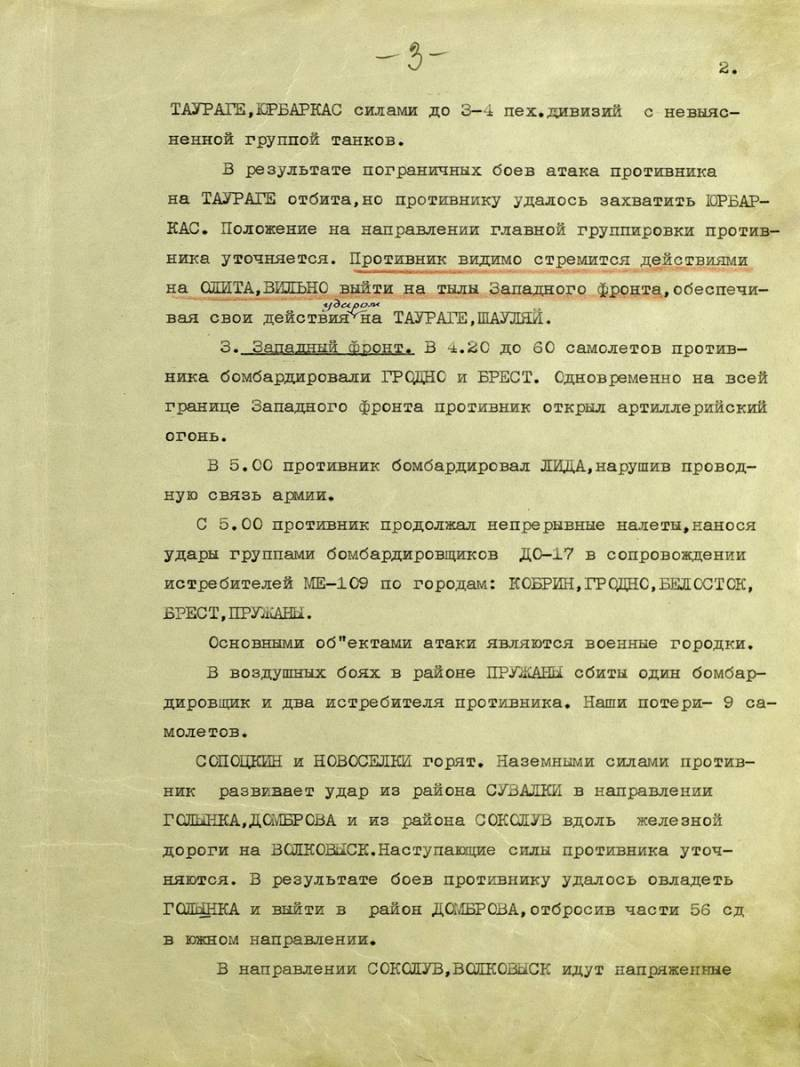 — 3 —
2.
ТАУРАГЕ,ЮРБАРКАС силами до 3-4 пех.дивизий с невыяс-
ненной группой танков.
В результате пограничных боев атака противника
на ТАУРАГЕ отбита,но противнику удалось захватить ЮРБАР-
КАС. Положение на направлении главной группировки против-
ника уточняется. Противник видимо стремится действиями
на ОЛИТА,ВИЛЬНО выйти на тылы Западного фронта,обеспечи-
ударом
вая свои действия на ТАУРАГЕ,ШАУЛЯЙ.
3. Западный фронт. В 4.20 до 60 самолетов против-
ника бомбардировали ГРОДНО и БРЕСТ. Одновременно на всей
границе Западного фронта противник открыл артиллерийский
огонь.
В 5.00 противник бомбардировал ЛИДА,нарушив провод-
ную связь армии.
С 5.00 противник продолжал непрерывные налеты,нанося
удары группами бомбардировщиков ДО-17 в сопровождении
истребителей МЕ-109 по городам: КОБРИН,ГРОДНО,БЕЛОСТОК,
БРЕСТ,ПРУЖАНЫ.
Основными об"ектами атаки являются военные городки.
В воздушных боях в районе ПРУЖАНЫ сбиты один бомбар-
дировщик и два истребителя противника. Наши потери- 9 са-
молетов.
СОПОЦКИН и НОВОСЕЛКИ горят. Наземными силами против-
ник развивает удар из района СУВАЛКИ в направлении
ГОЛЫНКА,ДОМБРОВА и из района СОКОЛУВ вдоль железной
дороги на ВОЛКОВЫСК.Наступающие силы противника уточ-
няются. В результате боев противнику удалось овладеть
ГОЛЫНКА и выйти в район ДОМБРОВА,отбросив части 56 сд
в южном направлении.
В направлении СОКОЛУВ,ВОЛКОВЫСК идут напряженные